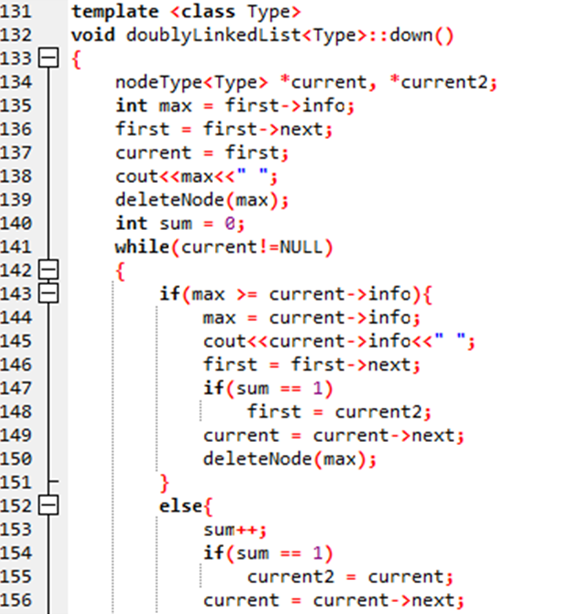 131 template <class Type>
132 void doublyLinkedList<Type>::down()
133 {
134 nodeType<Type> *current, *current2;
135 int max = first->info;
136 first = first->next;
137 current = first;
138 cout<<max<<" ";
139 deleteNode(max);
140 int sum = 0;
141 while(current!=NULL)
142 {
143 if(max >= current->info){
144 max = current->info;
145 cout<<current->info<<" ";
146 first = first->next;
147 if(sum == 1)
148 first = current2;
149 current = current->next;
150 deleteNode(max);
151 }
152 else{
153 sum++;
154 if(sum == 1)
155 current2 = current;
156 current = current->next;